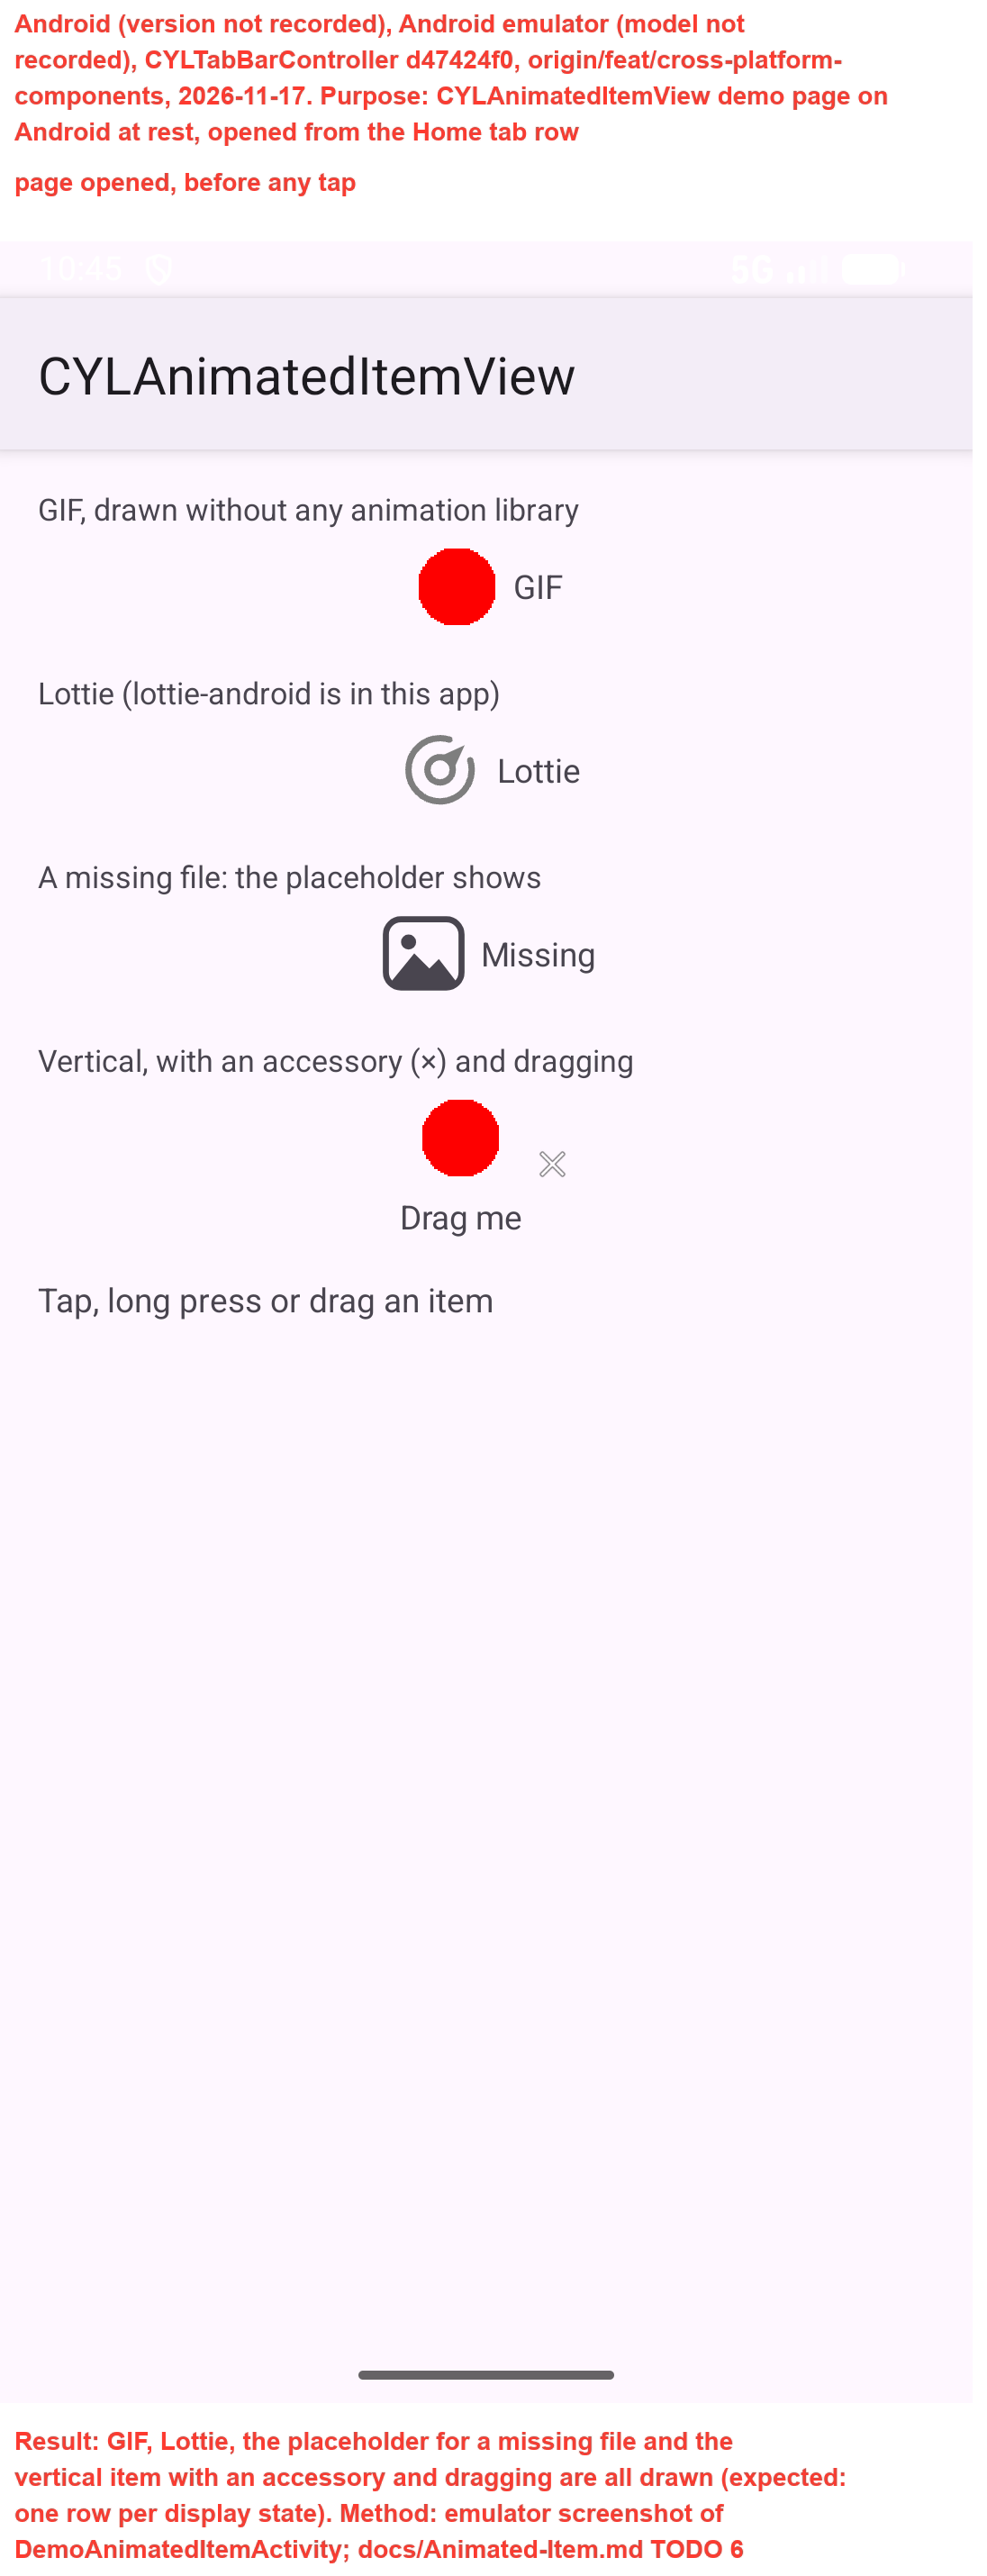 Android (version not recorded), Android emulator (model not
recorded), CYLTabBarController d47424f0, origin/feat/cross-platform-
components, 2026-11-17. Purpose: CYLAnimatedItemView demo page on
Android at rest, opened from the Home tab row
page opened, before any tap
10:45 5G
CYLAnimatedItemView
GIF, drawn without any animation library
GIF
Lottie (lottie-android is in this app)
Lottie
A missing file: the placeholder shows
Missing
Vertical, with an accessory (×) and dragging
Drag me
Tap, long press or drag an item
Result: GIF, Lottie, the placeholder for a missing file and the
vertical item with an accessory and dragging are all drawn (expected:
one row per display state). Method: emulator screenshot of
DemoAnimatedItemActivity; docs/Animated-Item.md TODO 6